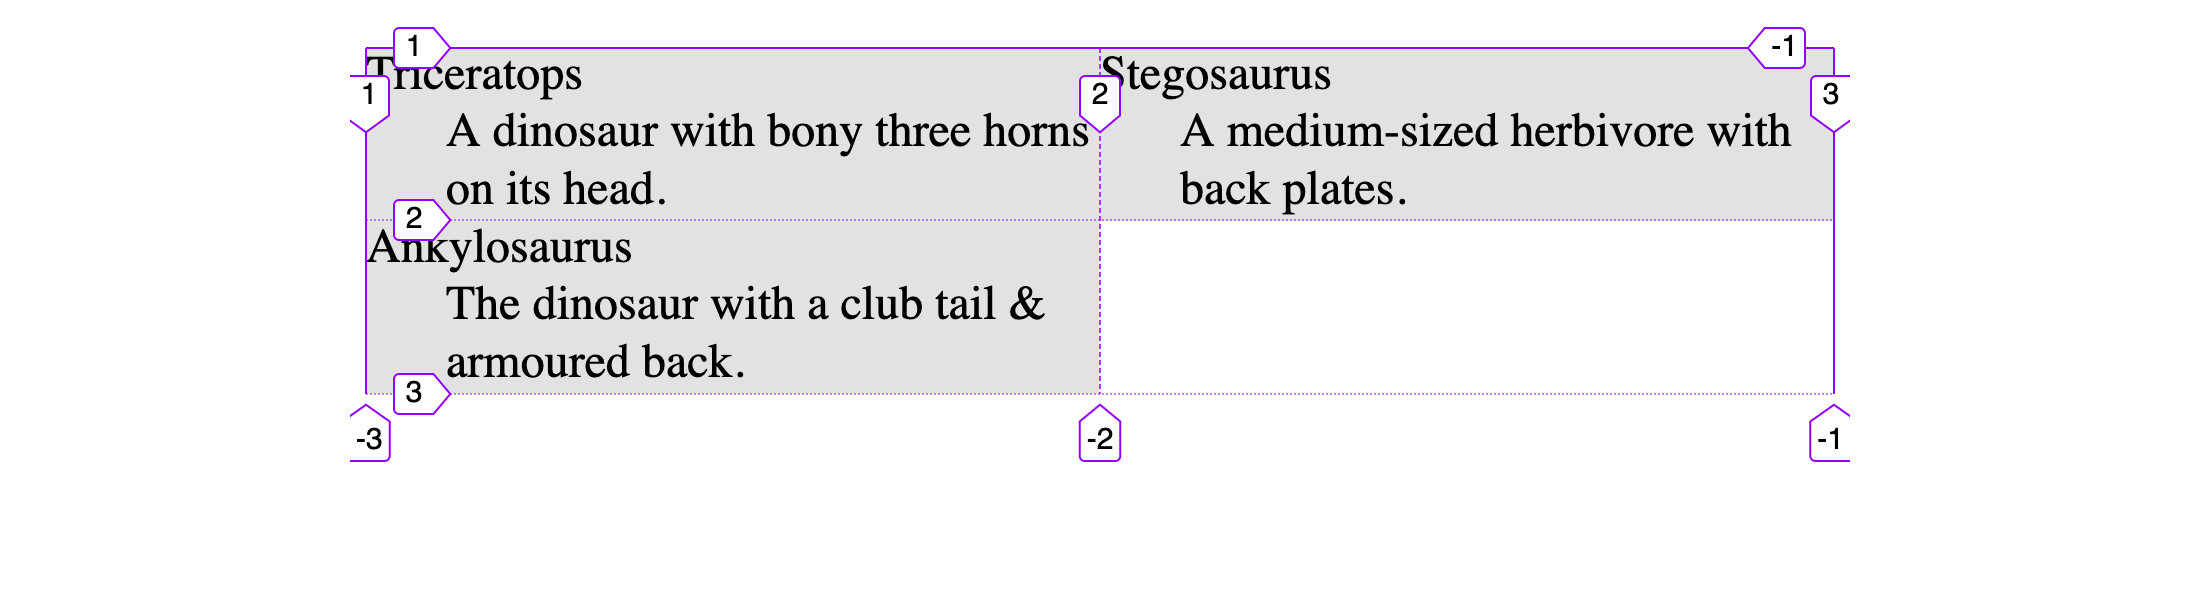 1
-1
Triceratops
Stegosaurus
1
2
3
A dinosaur with bony three horns
on its head.
A medium-sized herbivore with
back plates.
2
Ankylosaurus
The dinosaur with a club tail &
armoured back.
3
-3
-2
-1